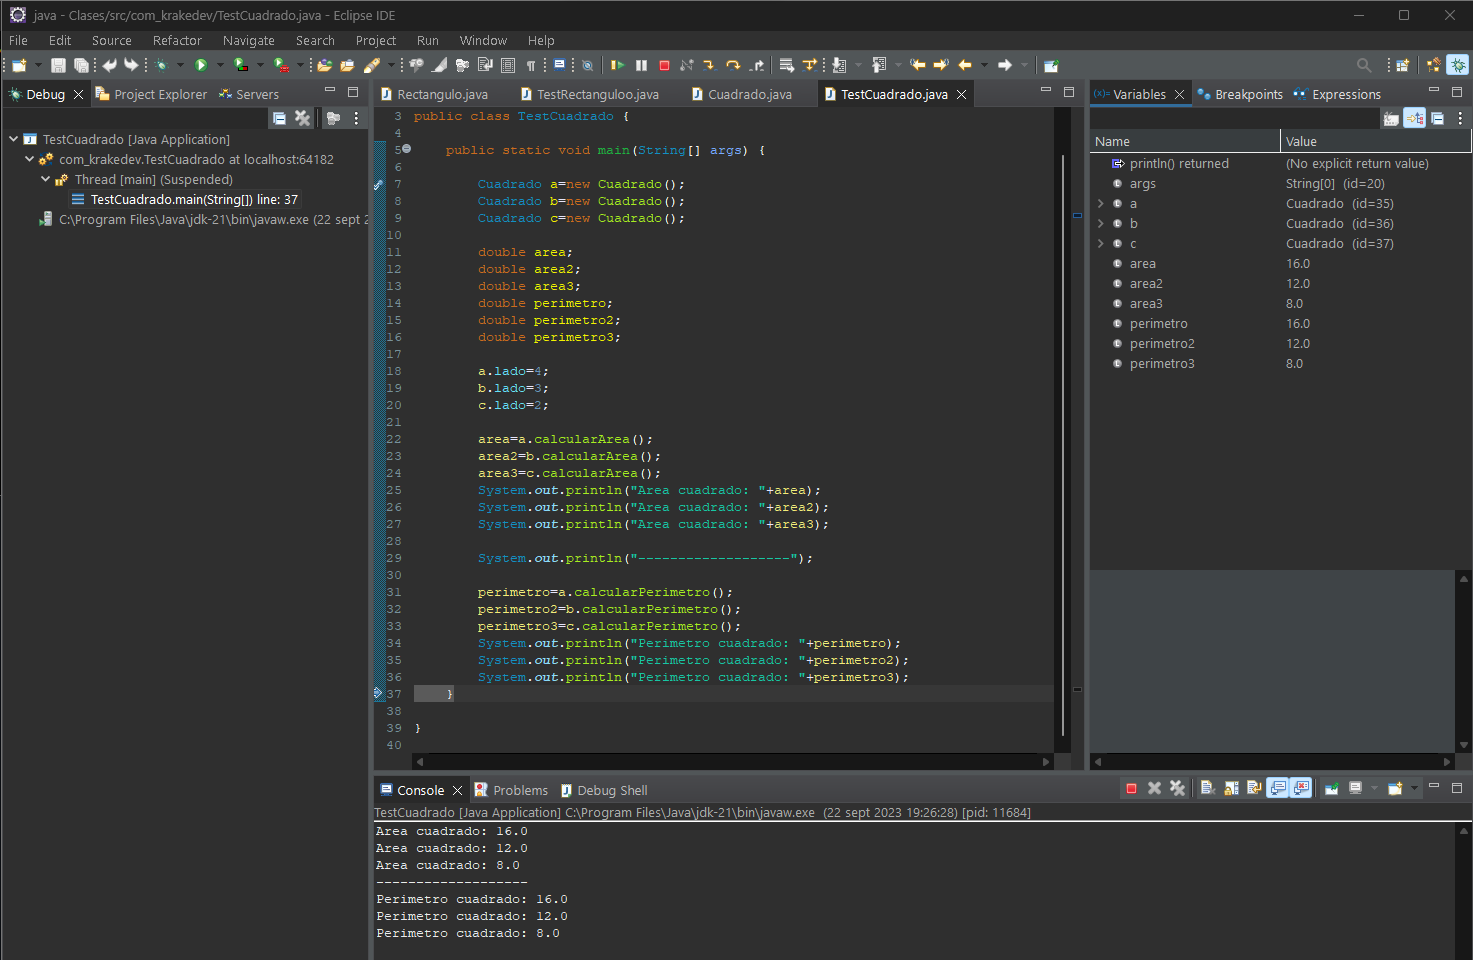 java - Clases/src/com_krakedev/TestCuadrado.java - Eclipse IDE
File Edit Source Refactor Navigate Search Project Run Window Help
Debug Project Explorer Servers
TestCuadrado [Java Application]
com_krakedev.TestCuadrado at localhost:64182
Thread [main] (Suspended)
TestCuadrado.main(String[]) line: 37
C:\Program Files\Java\jdk-21\bin\javaw.exe (22 sept 2
Rectangulo.java TestRectanguloo.java Cuadrado.java TestCuadrado.java
3 public class TestCuadrado {
4
5 public static void main(String[] args) {
6
7 Cuadrado a=new Cuadrado();
8 Cuadrado b=new Cuadrado();
9 Cuadrado c=new Cuadrado();
10
11 double area;
12 double area2;
13 double area3;
14 double perimetro;
15 double perimetro2;
16 double perimetro3;
17
18 a.lado=4;
19 b.lado=3;
20 c.lado=2;
21
22 area=a.calcularArea();
23 area2=b.calcularArea();
24 area3=c.calcularArea();
25 System.out.println("Area cuadrado: "+area);
26 System.out.println("Area cuadrado: "+area2);
27 System.out.println("Area cuadrado: "+area3);
28
29 System.out.println("-------------------");
30
31 perimetro=a.calcularPerimetro();
32 perimetro2=b.calcularPerimetro();
33 perimetro3=c.calcularPerimetro();
34 System.out.println("Perimetro cuadrado: "+perimetro);
35 System.out.println("Perimetro cuadrado: "+perimetro2);
36 System.out.println("Perimetro cuadrado: "+perimetro3);
37 }
38
39 }
40
Variables Breakpoints Expressions
Name Value
println() returned (No explicit return value)
args String[0] (id=20)
a Cuadrado (id=35)
b Cuadrado (id=36)
c Cuadrado (id=37)
area 16.0
area2 12.0
area3 8.0
perimetro 16.0
perimetro2 12.0
perimetro3 8.0
Console Problems Debug Shell
TestCuadrado [Java Application] C:\Program Files\Java\jdk-21\bin\javaw.exe (22 sept 2023 19:26:28) [pid: 11684]
Area cuadrado: 16.0
Area cuadrado: 12.0
Area cuadrado: 8.0
-------------------
Perimetro cuadrado: 16.0
Perimetro cuadrado: 12.0
Perimetro cuadrado: 8.0